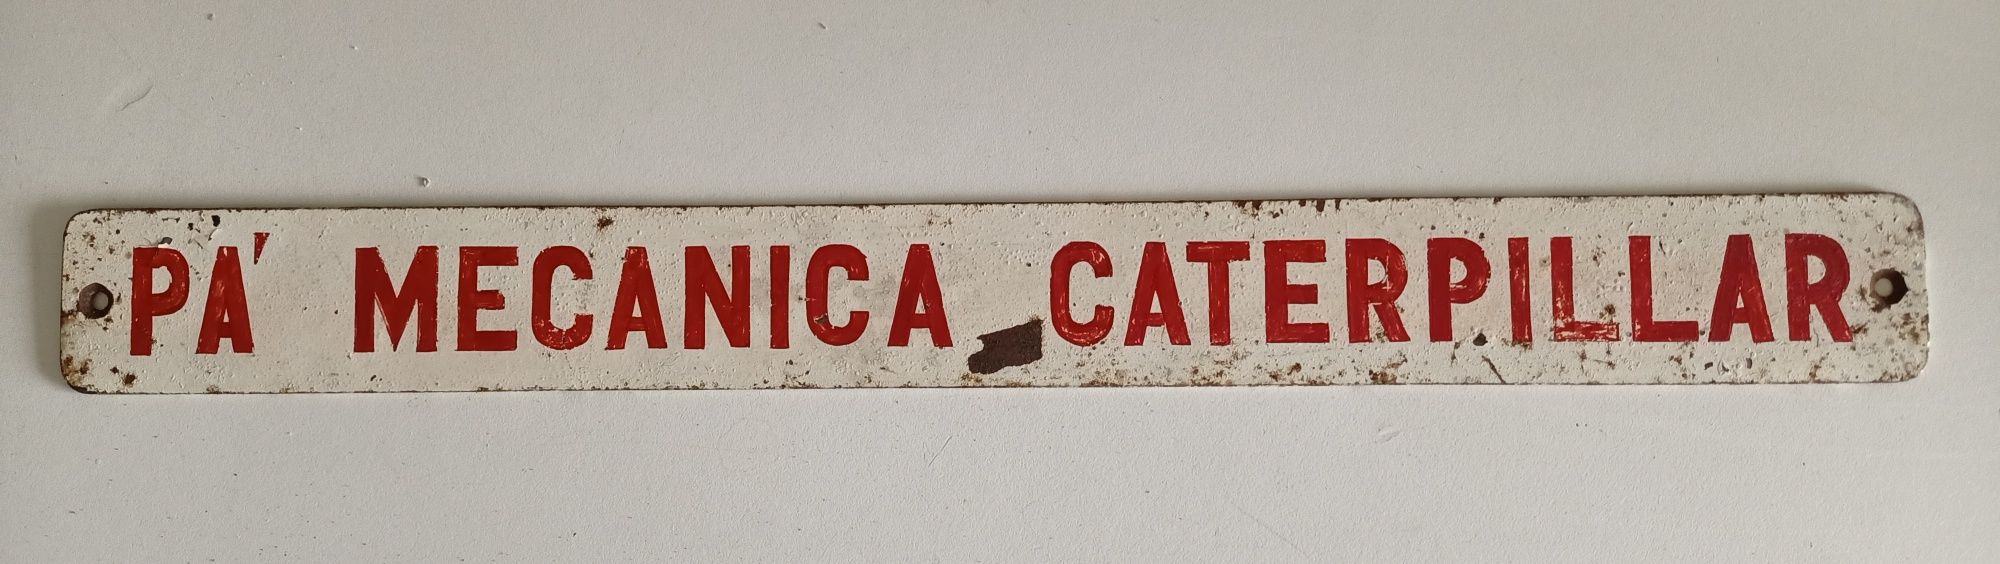 PA' MECANICA CATERPILLAR